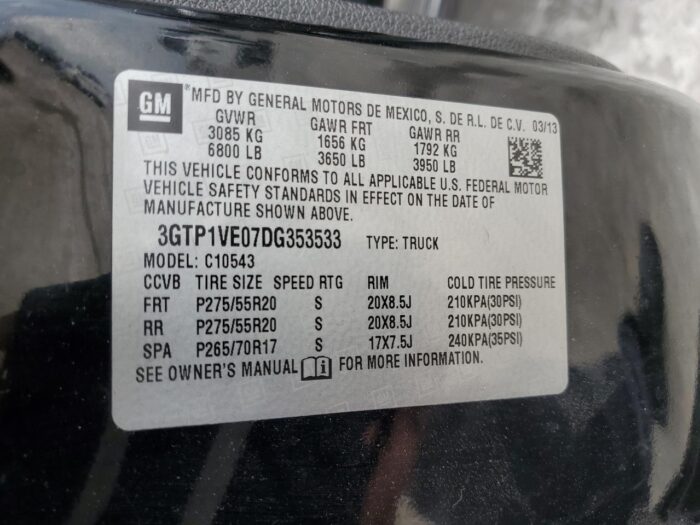 GM
*MFD BY GENERAL MOTORS DE MEXICO, S. DE R.L. DE C.V. 03/13
GVWR GAWR FRT GAWR RR
3085 KG 1656 KG 1792 KG
6800 LB 3650 LB 3950 LB
THIS VEHICLE CONFORMS TO ALL APPLICABLE U.S. FEDERAL MOTOR
VEHICLE SAFETY STANDARDS IN EFFECT ON THE DATE OF
MANUFACTURE SHOWN ABOVE.
3GTP1VE07DG353533 TYPE: TRUCK
MODEL: C10543
CCVB TIRE SIZE SPEED RTG RIM COLD TIRE PRESSURE
FRT P275/55R20 S 20X8.5J 210KPA(30PSI)
RR P275/55R20 S 20X8.5J 210KPA(30PSI)
SPA P265/70R17 S 17X7.5J 240KPA(35PSI)
SEE OWNER'S MANUAL i FOR MORE INFORMATION.